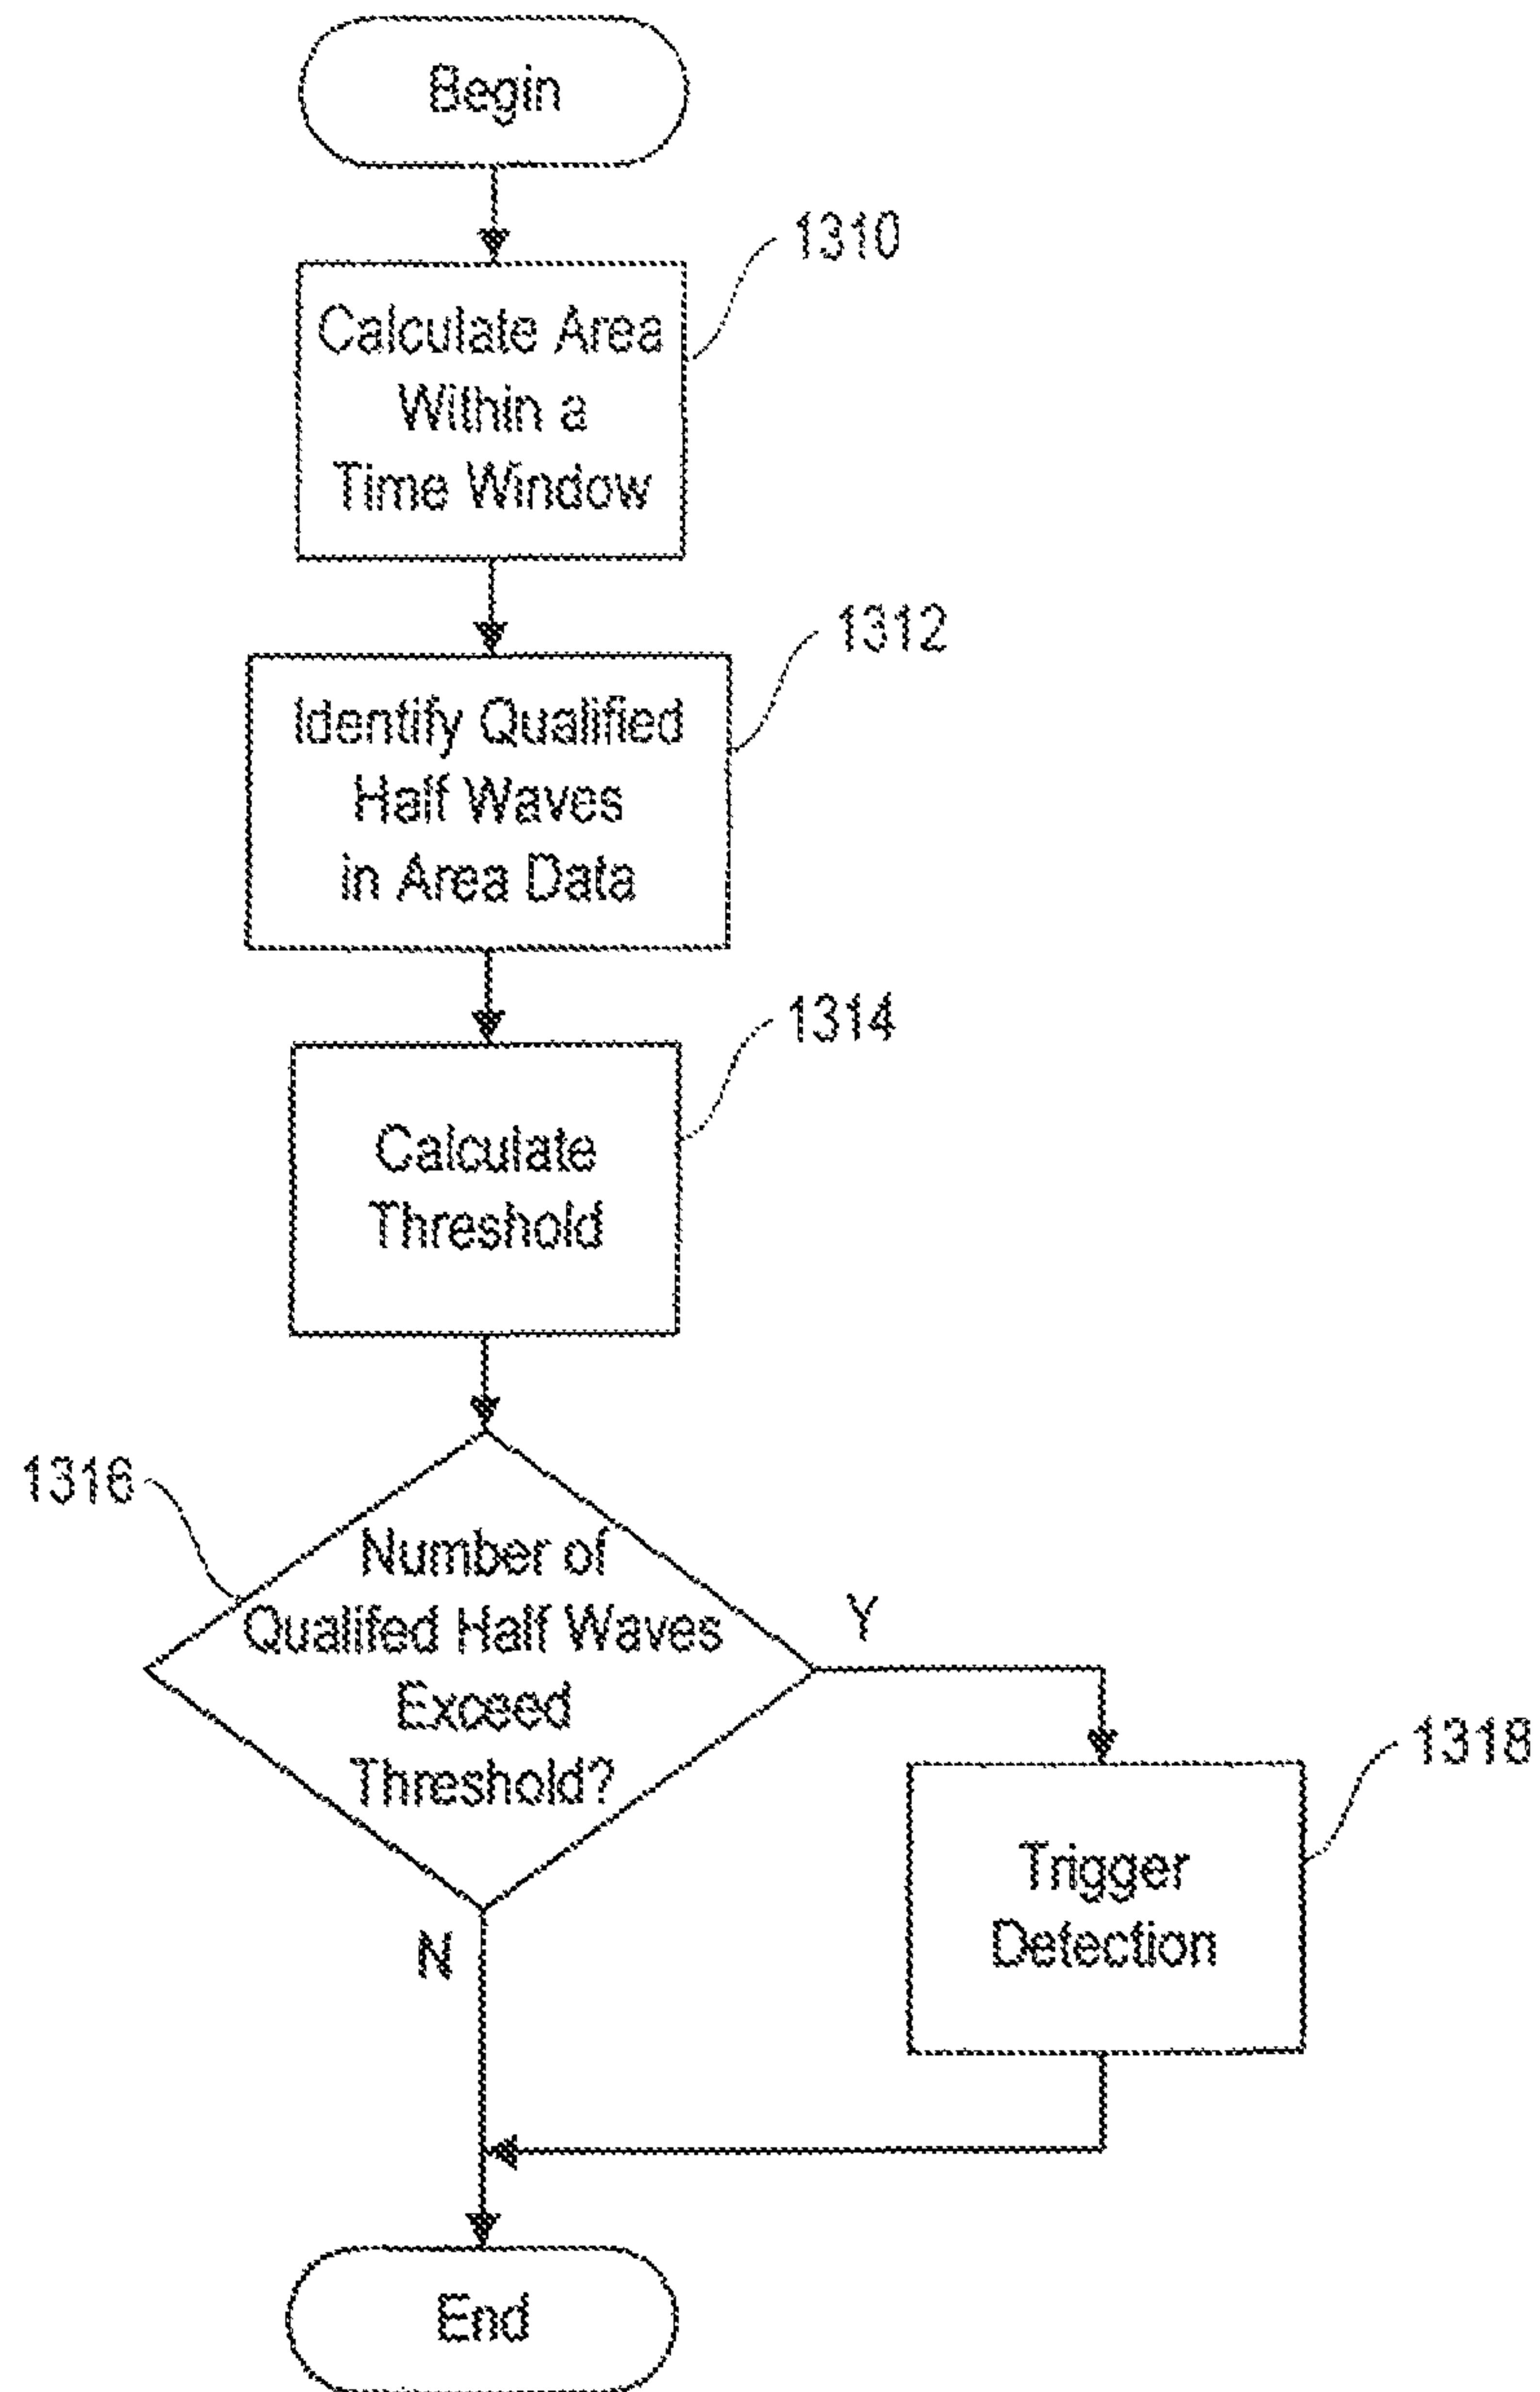 Begin
1310
Calculate Area
Within a
Time Window
1312
Identify Qualified
Half Waves
in Area Data
1314
Calculate
Threshold
1316
Number of
Qualifed Half Waves
Exceed
Threshold?
Y
N
1318
Trigger
Detection
End